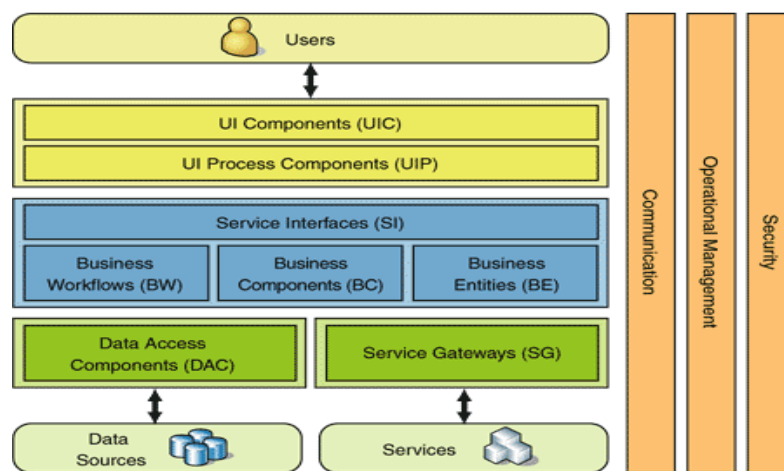 Users
UI Components (UIC)
UI Process Components (UIP)
Service Interfaces (SI)
Business
Workflows (BW)
Business
Components (BC)
Business
Entities (BE)
Data Access
Components (DAC)
Service Gateways (SG)
Data
Sources
Services
Communication
Operational Management
Security